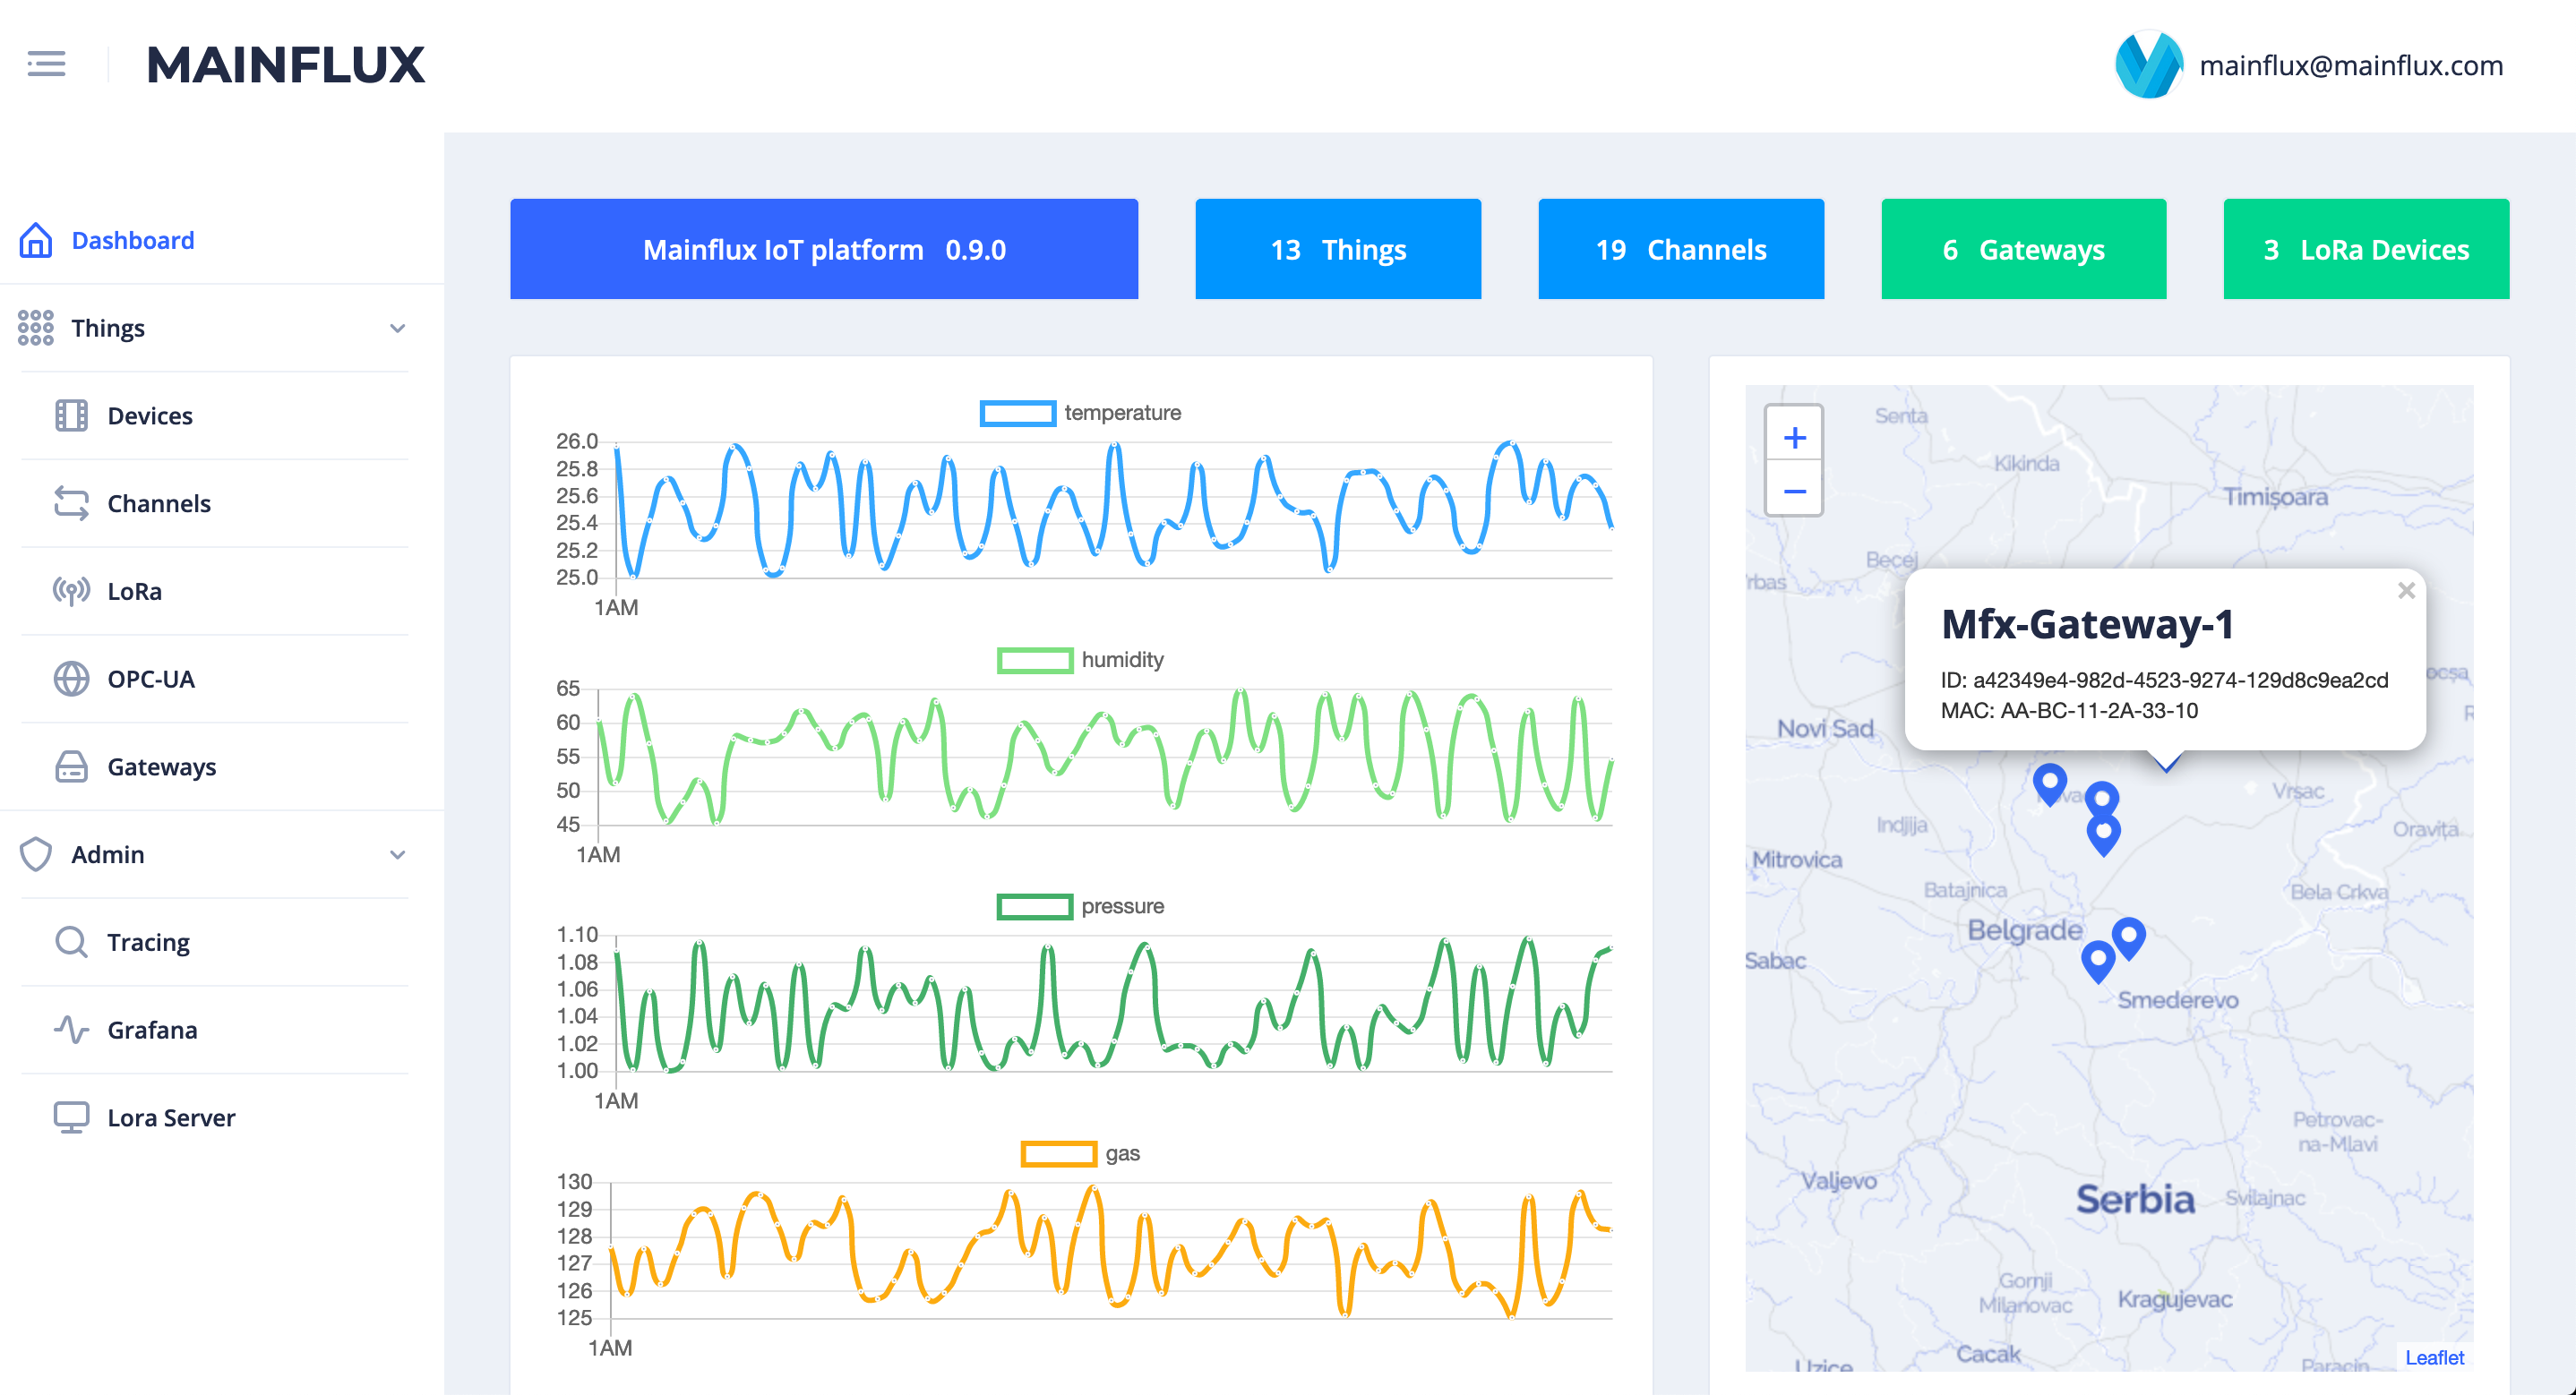 MAINFLUX
mainflux@mainflux.com
Dashboard
Things
Devices
Channels
LoRa
OPC-UA
Gateways
Admin
Tracing
Grafana
Lora Server
Mainflux IoT platform 0.9.0
13 Things
19 Channels
6 Gateways
3 LoRa Devices
temperature
26.0
25.8
25.6
25.4
25.2
25.0
1AM
humidity
65
60
55
50
45
1AM
pressure
1.10
1.08
1.06
1.04
1.02
1.00
1AM
gas
130
129
128
127
126
125
1AM
+
−
Senta
Kikinda
Timișoara
Becej
Mfx-Gateway-1
×
ID: a42349e4-982d-4523-9274-129d8c9ea2cd
MAC: AA-BC-11-2A-33-10
Novi Sad
Vrsac
Indjija
Oravița
Mitrovica
Batajnica
Bela Crkva
Belgrade
Sabac
Smederevo
Petrovac-
na-Mlavi
Valjevo
Serbia
Svilajnac
Gornji
Milanovac
Kragujevac
Cacak
Leaflet